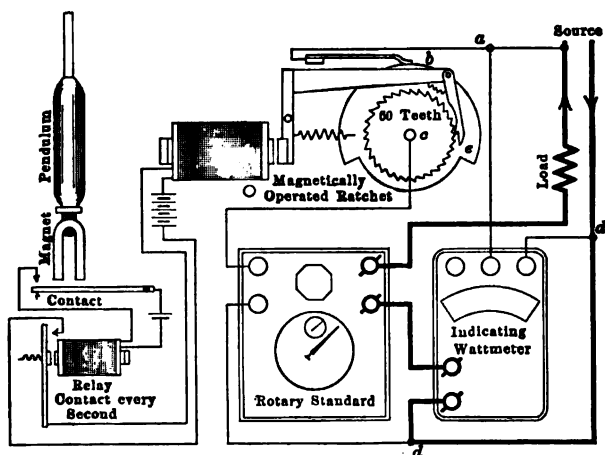 a
Source
b
60 Teeth
c
e
Magnetically
Operated Ratchet
Load
Pendulum
Magnet
d
Contact
Indicating
Wattmeter
Relay
Contact every
Second
Rotary Standard
d